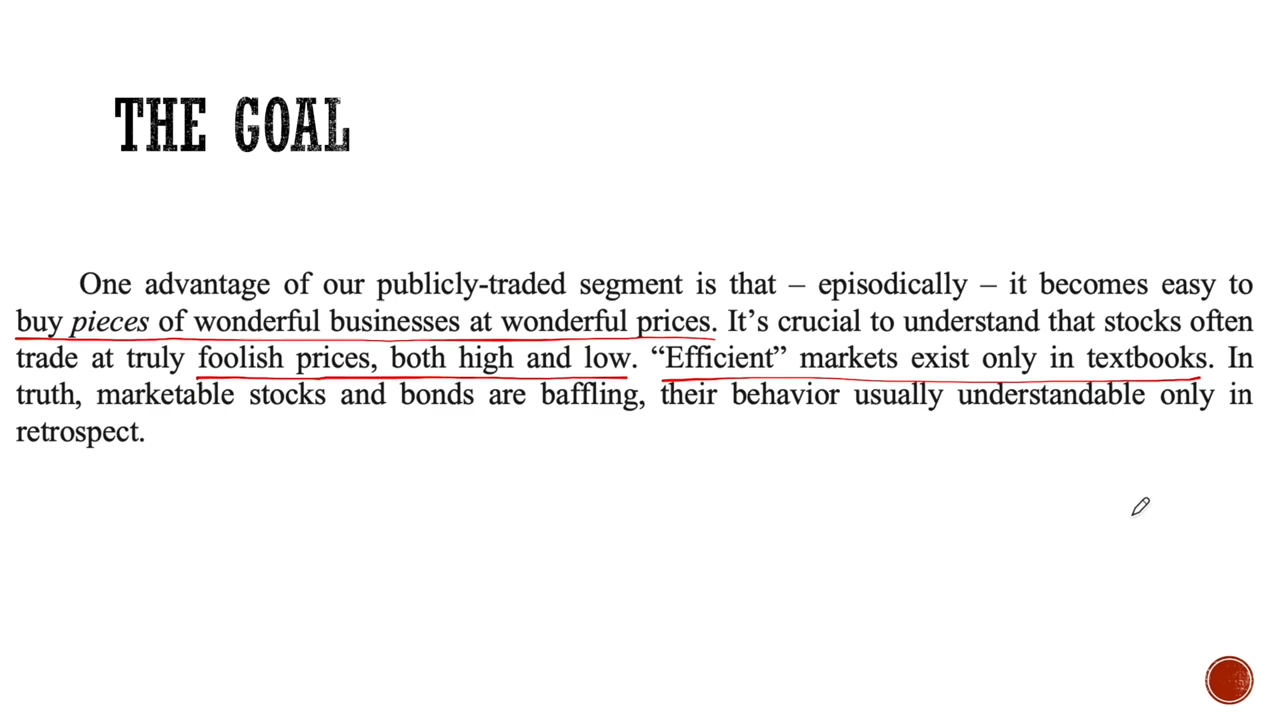 THE GOAL
One advantage of our publicly-traded segment is that – episodically – it becomes easy to
buy pieces of wonderful businesses at wonderful prices. It’s crucial to understand that stocks often
trade at truly foolish prices, both high and low. “Efficient” markets exist only in textbooks. In
truth, marketable stocks and bonds are baffling, their behavior usually understandable only in
retrospect.